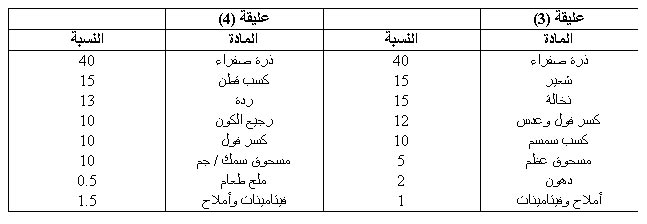 عليقة (3) عليقة (4)
المادة النسبة المادة النسبة
ذرة صفراء 40 ذرة صفراء 40
شعير 15 كسب قطن 15
نخالة 15 ردة 13
كسر فول وعدس 12 رجيع الكون 10
كسب سمسم 10 كسر فول 10
مسحوق عظم 5 مسحوق سمك / جم 10
دهون 2 ملح طعام 0.5
أملاح وفيتامينات 1 فيتامينات وأملاح 1.5